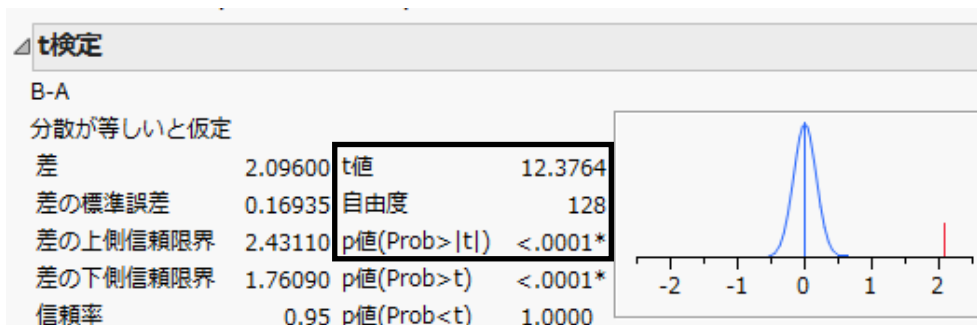 t検定
B-A
分散が等しいと仮定
差 2.09600 t値 12.3764
差の標準誤差 0.16935 自由度 128
差の上側信頼限界 2.43110 p値(Prob>|t|) <.0001*
差の下側信頼限界 1.76090 p値(Prob>t) <.0001*
信頼率 0.95 p値(Prob<t) 1.0000
-2 -1 0 1 2